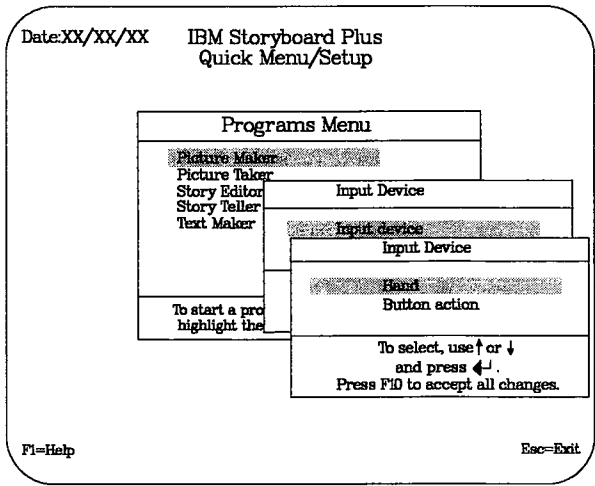 Date:XX/XX/XX IBM Storyboard Plus
Quick Menu/Setup
Programs Menu
Picture Maker
Picture Taker
Story Editor
Story Teller
Text Maker
To start a pro
highlight the
Input Device
Input device
Input Device
Hand
Button action
To select, use↑ or ↓
and press ↵.
Press F10 to accept all changes.
F1=Help Esc=Exit